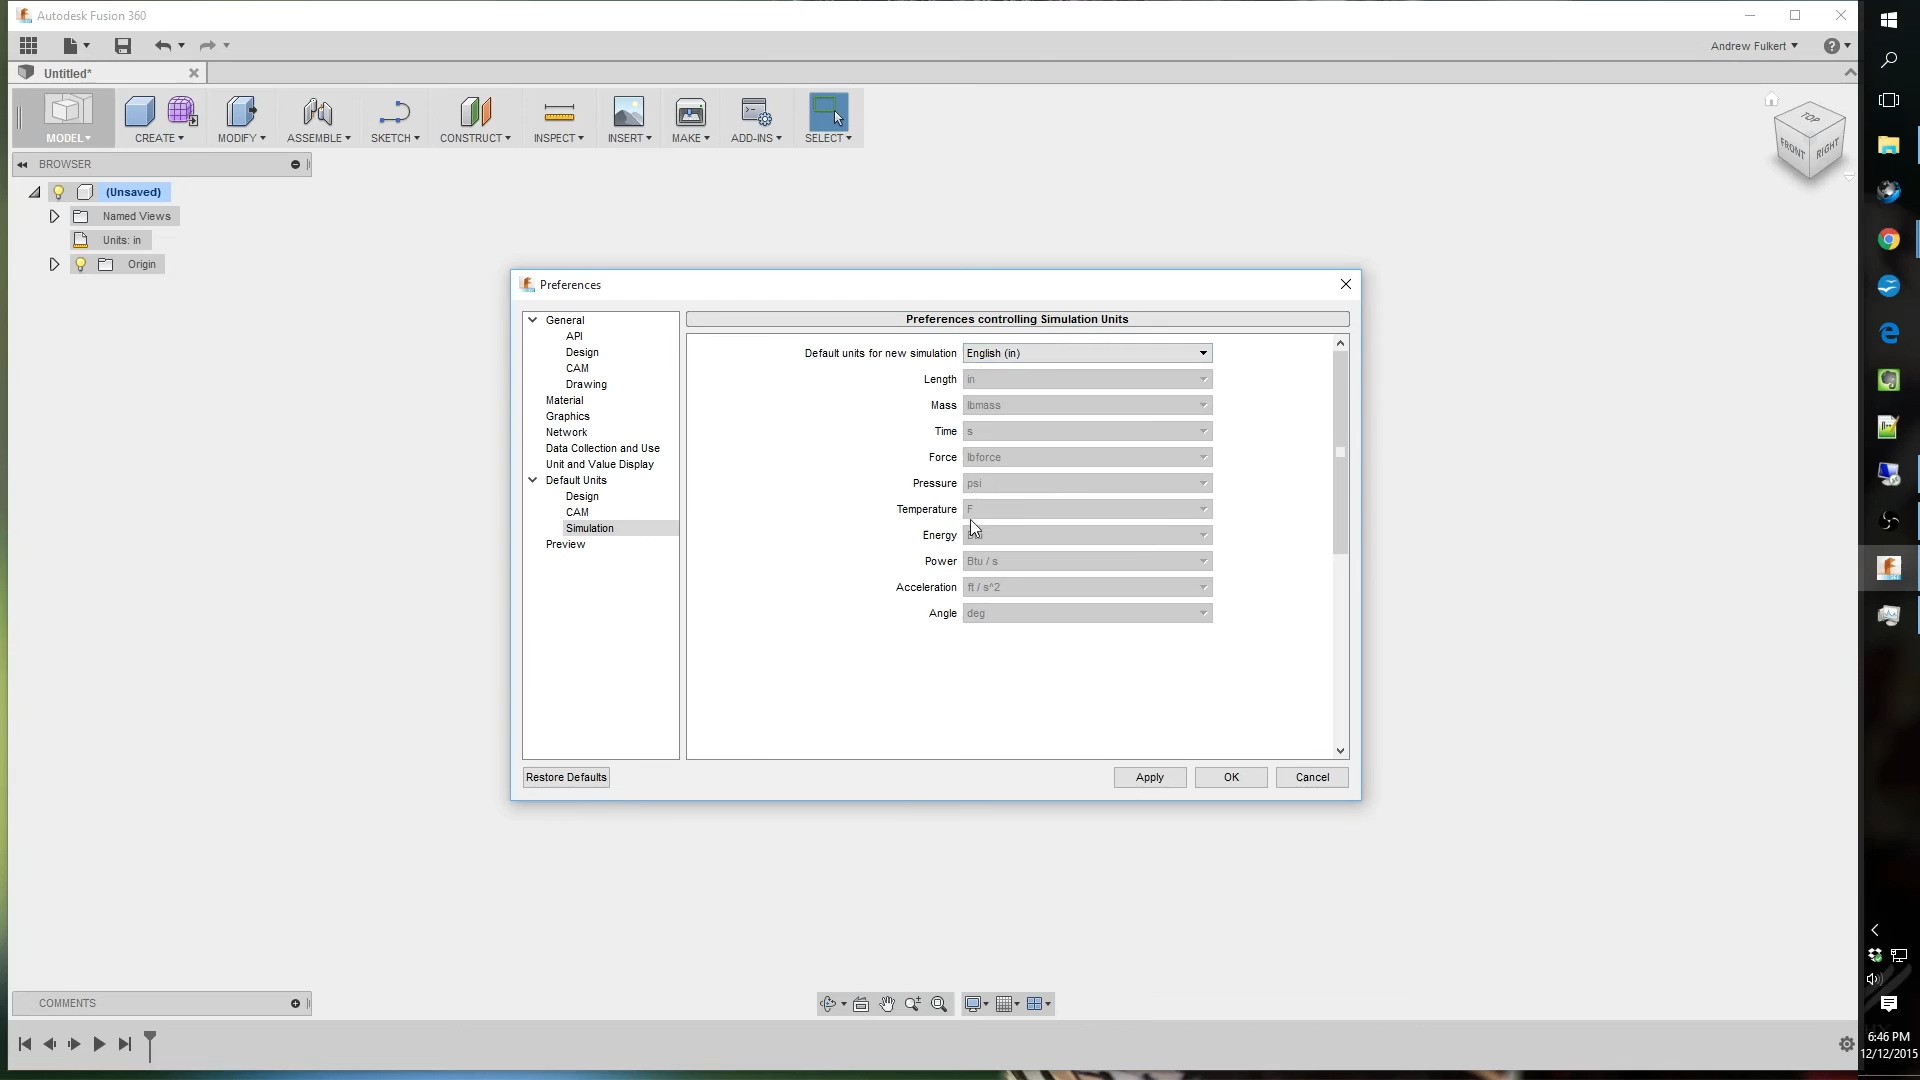 Autodesk Fusion 360
Andrew Fulkert
Untitled*
MODEL
CREATE
MODIFY
ASSEMBLE
SKETCH
CONSTRUCT
INSPECT
INSERT
MAKE
ADD-INS
SELECT
TOP
FRONT
RIGHT
BROWSER
(Unsaved)
Named Views
Units: in
Origin
Preferences
General
API
Design
CAM
Drawing
Material
Graphics
Network
Data Collection and Use
Unit and Value Display
Default Units
Design
CAM
Simulation
Preview
Preferences controlling Simulation Units
Default units for new simulation English (in)
Length in
Mass lbmass
Time s
Force lbforce
Pressure psi
Temperature F
Energy
Power Btu / s
Acceleration ft / s^2
Angle deg
Restore Defaults
Apply
OK
Cancel
COMMENTS
6:46 PM
12/12/2015